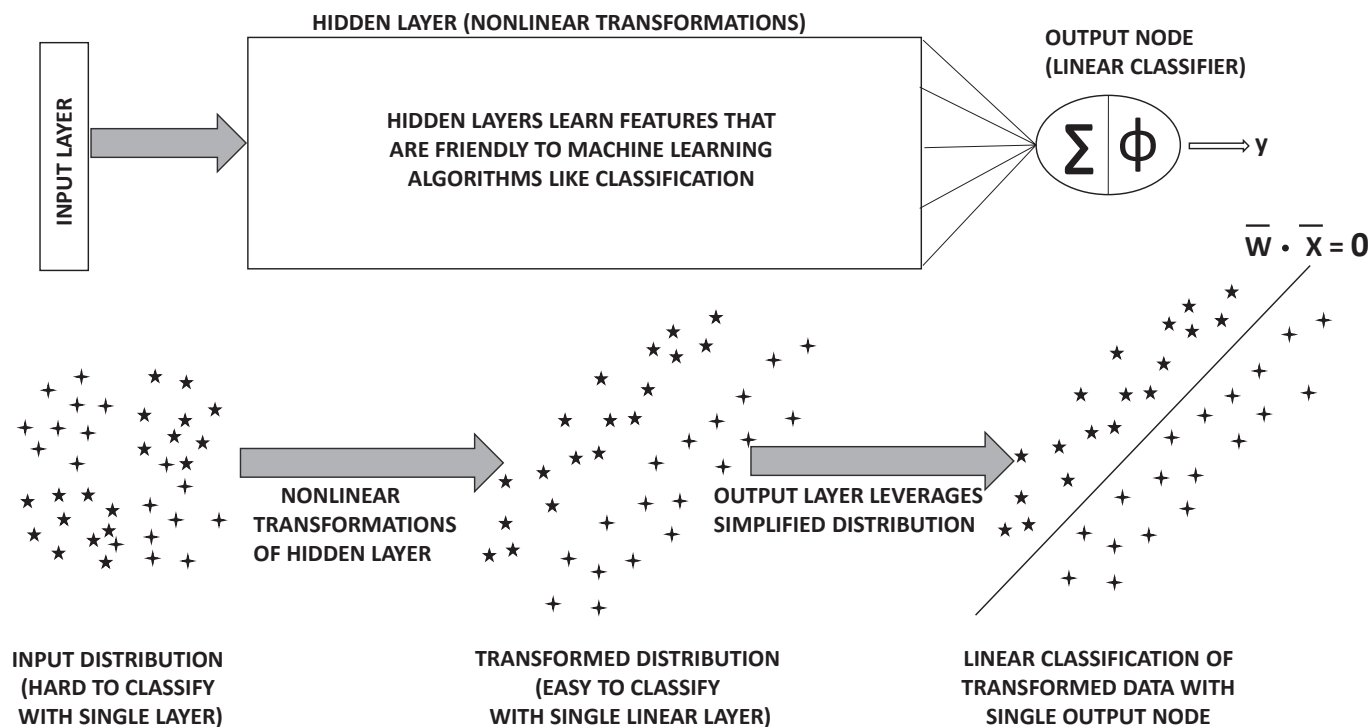 HIDDEN LAYER (NONLINEAR TRANSFORMATIONS)
INPUT LAYER
HIDDEN LAYERS LEARN FEATURES THAT
ARE FRIENDLY TO MACHINE LEARNING
ALGORITHMS LIKE CLASSIFICATION
OUTPUT NODE
(LINEAR CLASSIFIER)
∑ ϕ
y
W̅ · X̅ = 0
NONLINEAR
TRANSFORMATIONS
OF HIDDEN LAYER
OUTPUT LAYER LEVERAGES
SIMPLIFIED DISTRIBUTION
INPUT DISTRIBUTION
(HARD TO CLASSIFY
WITH SINGLE LAYER)
TRANSFORMED DISTRIBUTION
(EASY TO CLASSIFY
WITH SINGLE LINEAR LAYER)
LINEAR CLASSIFICATION OF
TRANSFORMED DATA WITH
SINGLE OUTPUT NODE